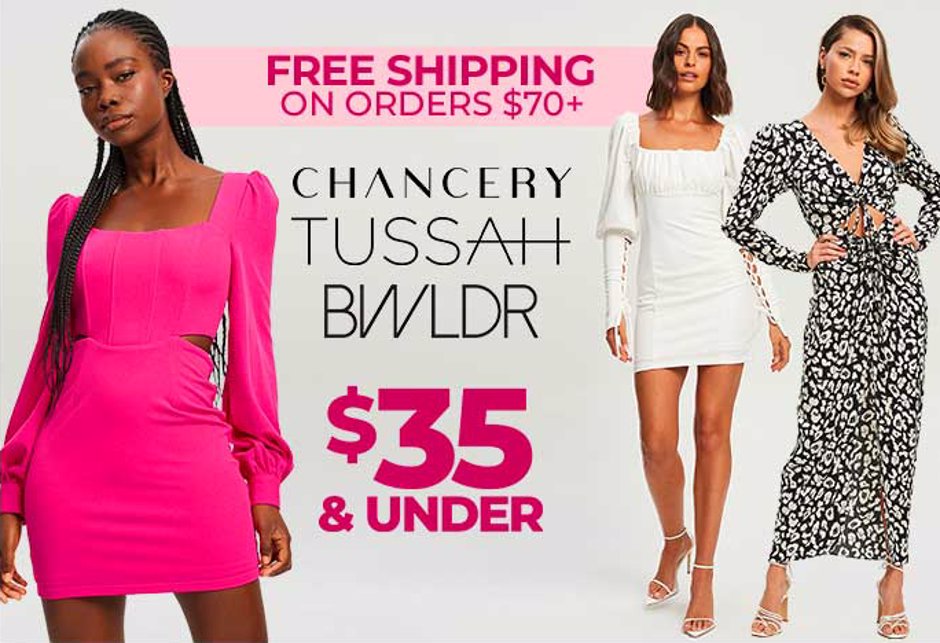 FREE SHIPPING
ON ORDERS $70+
CHANCERY
TUSSAH
BWLDR
$35
& UNDER